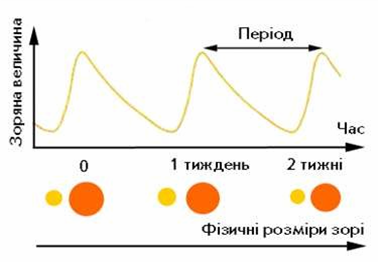 Зоряна величина
Період
Час
0
1 тиждень
2 тижні
Фізичні розміри зорі